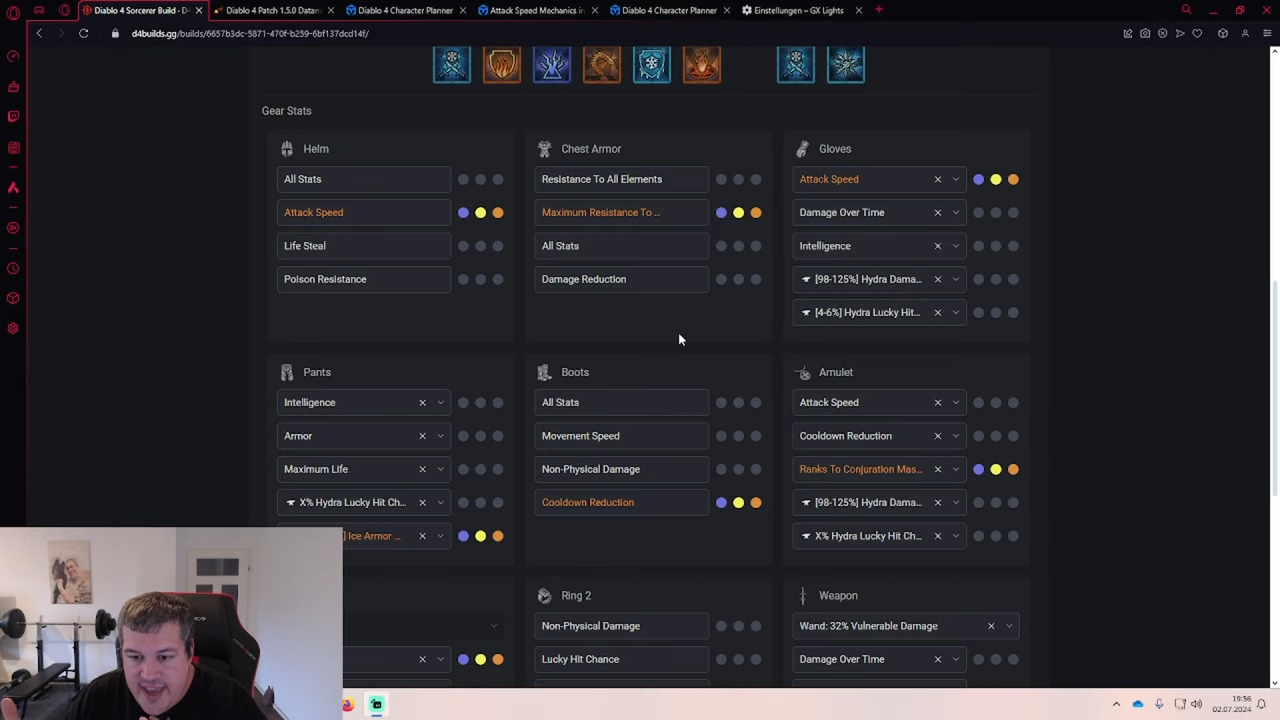 Diablo 4 Sorcerer Build - D
Diablo 4 Patch 1.5.0 Datami
Diablo 4 Character Planner
Attack Speed Mechanics in
Diablo 4 Character Planner
Einstellungen – GX Lights
d4builds.gg/builds/6657b3dc-5871-470f-b259-6bf137dcd14f/
Gear Stats
Helm
All Stats
Attack Speed
Life Steal
Poison Resistance
Chest Armor
Resistance To All Elements
Maximum Resistance To ...
All Stats
Damage Reduction
Gloves
Attack Speed
Damage Over Time
Intelligence
[98-125%] Hydra Dama...
[4-6%] Hydra Lucky Hit...
Pants
Intelligence
Armor
Maximum Life
X% Hydra Lucky Hit Ch...
] Ice Armor ...
Boots
All Stats
Movement Speed
Non-Physical Damage
Cooldown Reduction
Amulet
Attack Speed
Cooldown Reduction
Ranks To Conjuration Mas...
[98-125%] Hydra Dama...
X% Hydra Lucky Hit Ch...
Ring 2
Non-Physical Damage
Lucky Hit Chance
Weapon
Wand: 32% Vulnerable Damage
Damage Over Time
19:56
02.07.2024